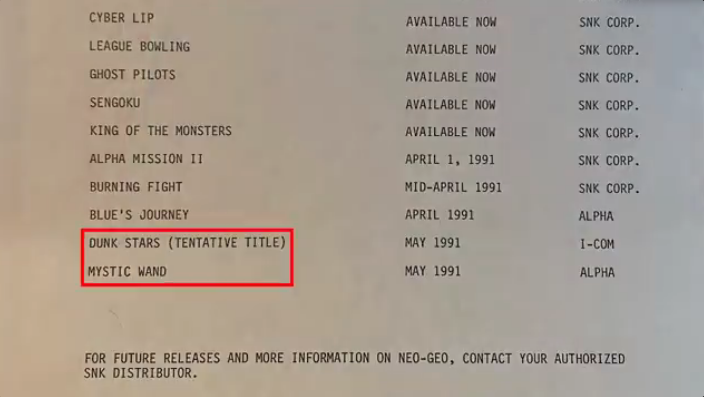 CYBER LIP AVAILABLE NOW SNK CORP.
LEAGUE BOWLING AVAILABLE NOW SNK CORP.
GHOST PILOTS AVAILABLE NOW SNK CORP.
SENGOKU AVAILABLE NOW SNK CORP.
KING OF THE MONSTERS AVAILABLE NOW SNK CORP.
ALPHA MISSION II APRIL 1, 1991 SNK CORP.
BURNING FIGHT MID-APRIL 1991 SNK CORP.
BLUE'S JOURNEY APRIL 1991 ALPHA
DUNK STARS (TENTATIVE TITLE) MAY 1991 I-COM
MYSTIC WAND MAY 1991 ALPHA
FOR FUTURE RELEASES AND MORE INFORMATION ON NEO-GEO, CONTACT YOUR AUTHORIZED
SNK DISTRIBUTOR.